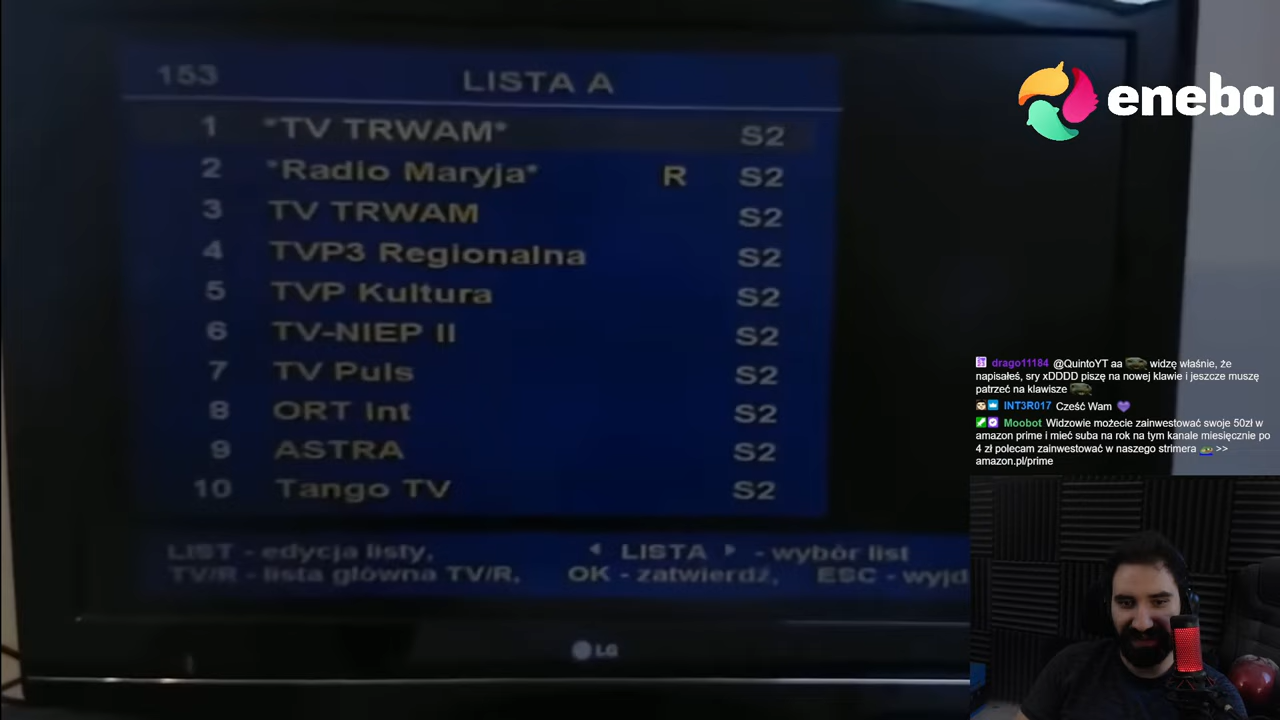 153 LISTA A
1 *TV TRWAM* S2
2 *Radio Maryja* R S2
3 TV TRWAM S2
4 TVP3 Regionalna S2
5 TVP Kultura S2
6 TV-NIEP II S2
7 TV Puls S2
8 ORT Int S2
9 ASTRA S2
10 Tango TV S2
LIST - edycja listy, LISTA - wybór list
TV/R - lista główna TV/R, OK - zatwierdź, ESC - wyjd
LG
eneba
drago11184 @QuintoYT aa widzę właśnie, że
napisałeś, sry xDDDD piszę na nowej klawie i jeszcze muszę
patrzeć na klawisze
INT3R017 Cześć Wam
Moobot Widzowie możecie zainwestować swoje 50zł w
amazon prime i mieć suba na rok na tym kanale miesięcznie po
4 zł polecam zainwestować w naszego strimera >>
amazon.pl/prime